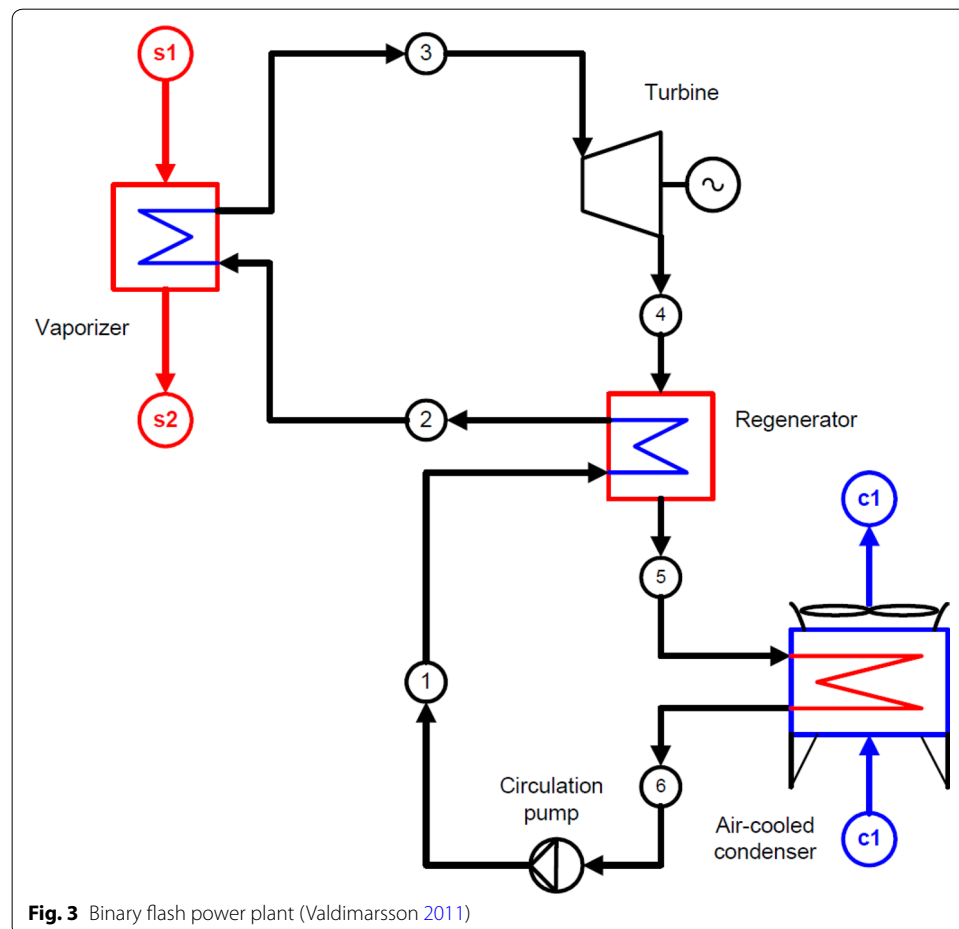 s1
3
Turbine
~
Vaporizer
4
s2
2
Regenerator
c1
5
1
6
Circulation
pump
Air-cooled
condenser
c1
Fig. 3 Binary flash power plant (Valdimarsson 2011)